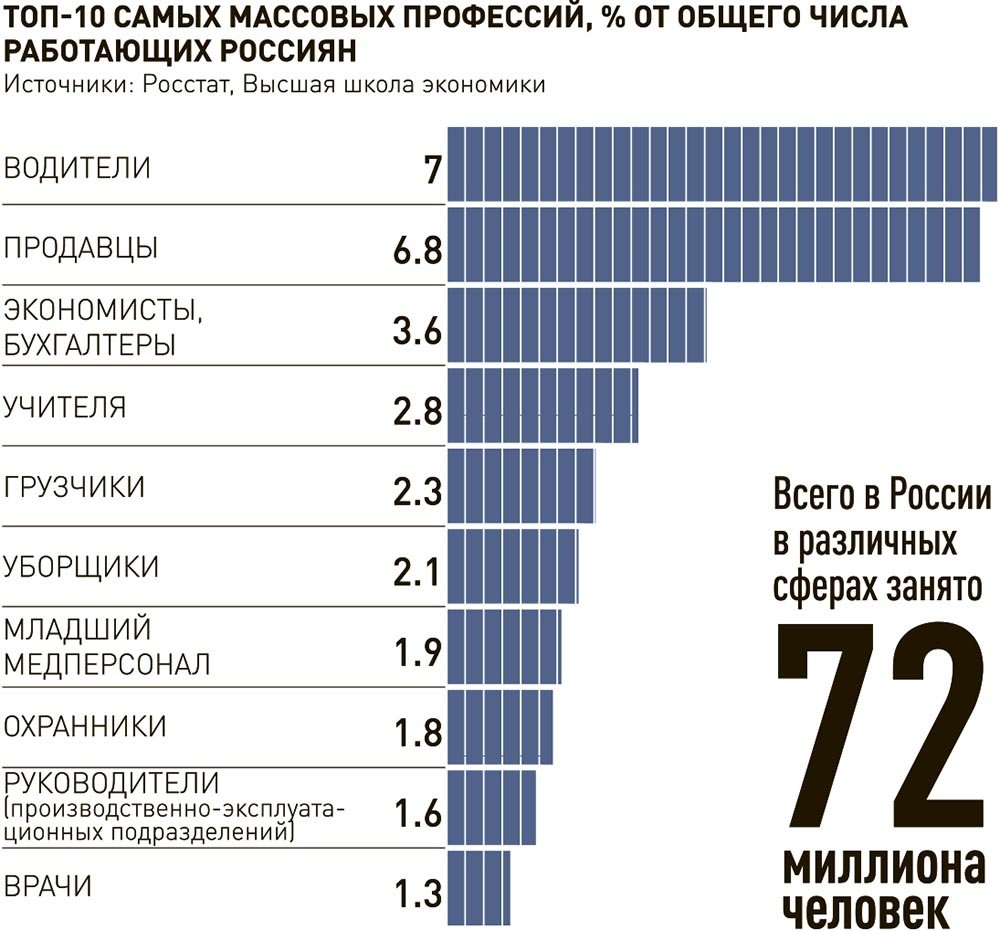 ТОП-10 САМЫХ МАССОВЫХ ПРОФЕССИЙ, % ОТ ОБЩЕГО ЧИСЛА
РАБОТАЮЩИХ РОССИЯН
Источники: Росстат, Высшая школа экономики
ВОДИТЕЛИ 7
ПРОДАВЦЫ 6.8
ЭКОНОМИСТЫ,
БУХГАЛТЕРЫ 3.6
УЧИТЕЛЯ 2.8
ГРУЗЧИКИ 2.3
УБОРЩИКИ 2.1
МЛАДШИЙ
МЕДПЕРСОНАЛ 1.9
ОХРАННИКИ 1.8
РУКОВОДИТЕЛИ
(производственно-эксплуата-
ционных подразделений) 1.6
ВРАЧИ 1.3
Всего в России
в различных
сферах занято
72
миллиона
человек